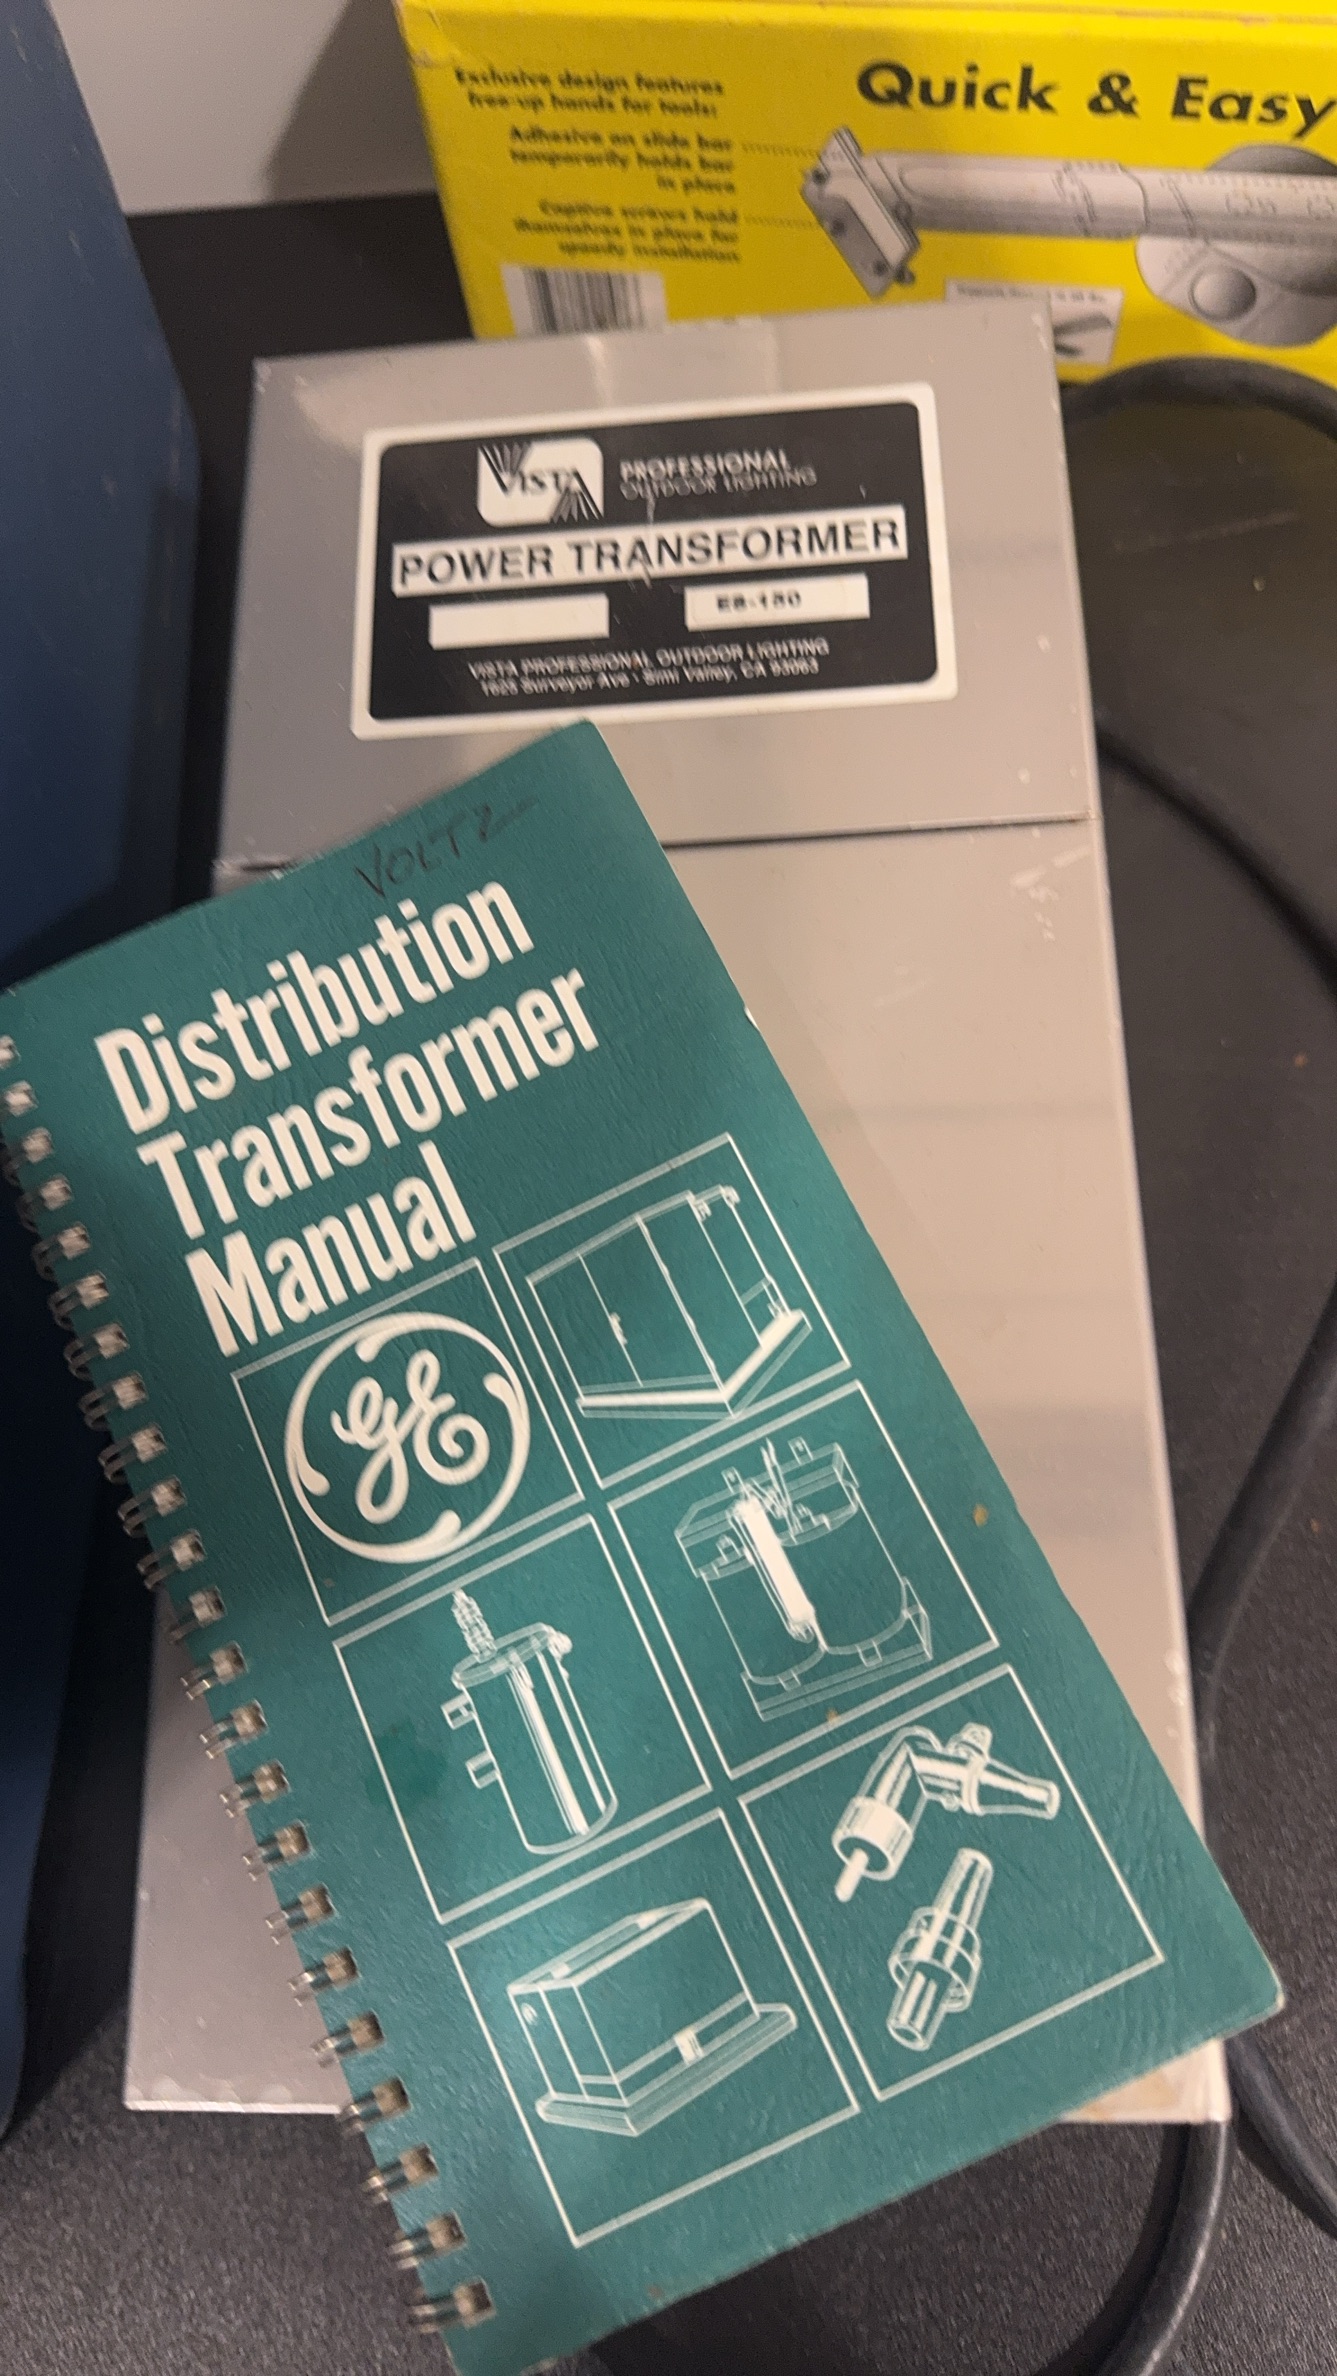 Exclusive design features
free-up hands for tools:
Adhesive on slide bar
temporarily holds bar
in place
Captive screws hold
themselves in place for
speedy installation
Quick & Easy
VISTA
PROFESSIONAL
OUTDOOR LIGHTING
POWER TRANSFORMER
ES-150
VISTA PROFESSIONAL OUTDOOR LIGHTING
1625 Surveyor Ave • Simi Valley, CA 93063
VOLTZ
Distribution
Transformer
Manual
GE